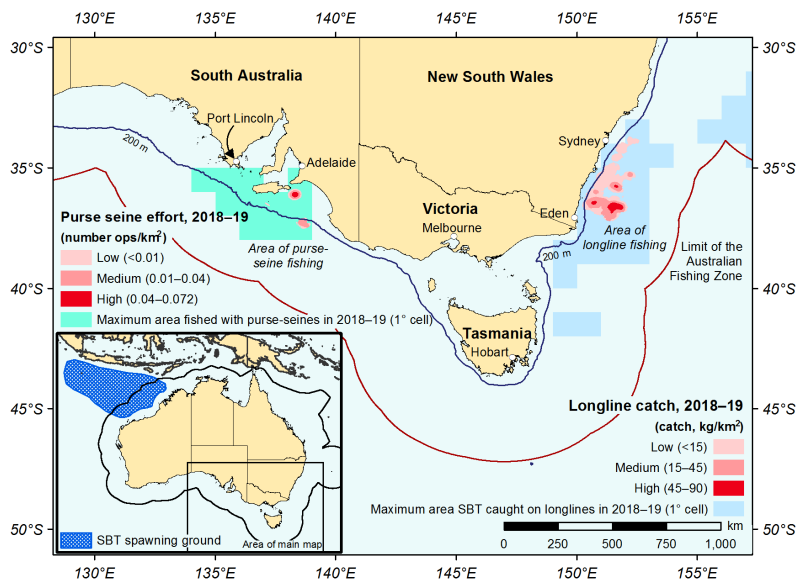 130°E 135°E 140°E 145°E 150°E 155°E
30°S 30°S
South Australia
New South Wales
Port Lincoln
200 m
Sydney
Adelaide
35°S 35°S
Victoria
Melbourne
Eden
Area of
longline fishing
200 m
Limit of the
Australian
Fishing Zone
Area of purse-
seine fishing
Purse seine effort, 2018–19
(number ops/km²)
Low (<0.01)
Medium (0.01–0.04)
High (0.04–0.072)
Maximum area fished with purse-seines in 2018–19 (1° cell)
40°S 40°S
Tasmania
Hobart
45°S 45°S
Longline catch, 2018–19
(catch, kg/km²)
Low (<15)
Medium (15–45)
High (45–90)
Maximum area SBT caught on longlines in 2018–19 (1° cell)
0 250 500 750 1,000
km
SBT spawning ground
Area of main map
50°S 50°S
130°E 135°E 140°E 145°E 150°E 155°E